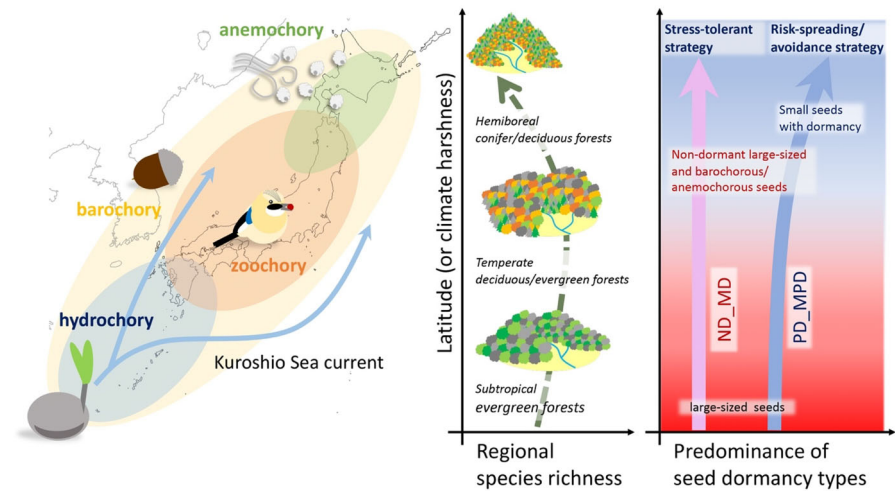 anemochory
barochory
zoochory
hydrochory
Kuroshio Sea current
Latitude (or climate harshness)
Hemiboreal
conifer/deciduous forests
Temperate
deciduous/evergreen forests
Subtropical
evergreen forests
Regional
species richness
Stress-tolerant
strategy
Risk-spreading/
avoidance strategy
Small seeds
with dormancy
Non-dormant large-sized
and barochorous/
anemochorous seeds
ND_MD
PD_MPD
large-sized seeds
Predominance of
seed dormancy types